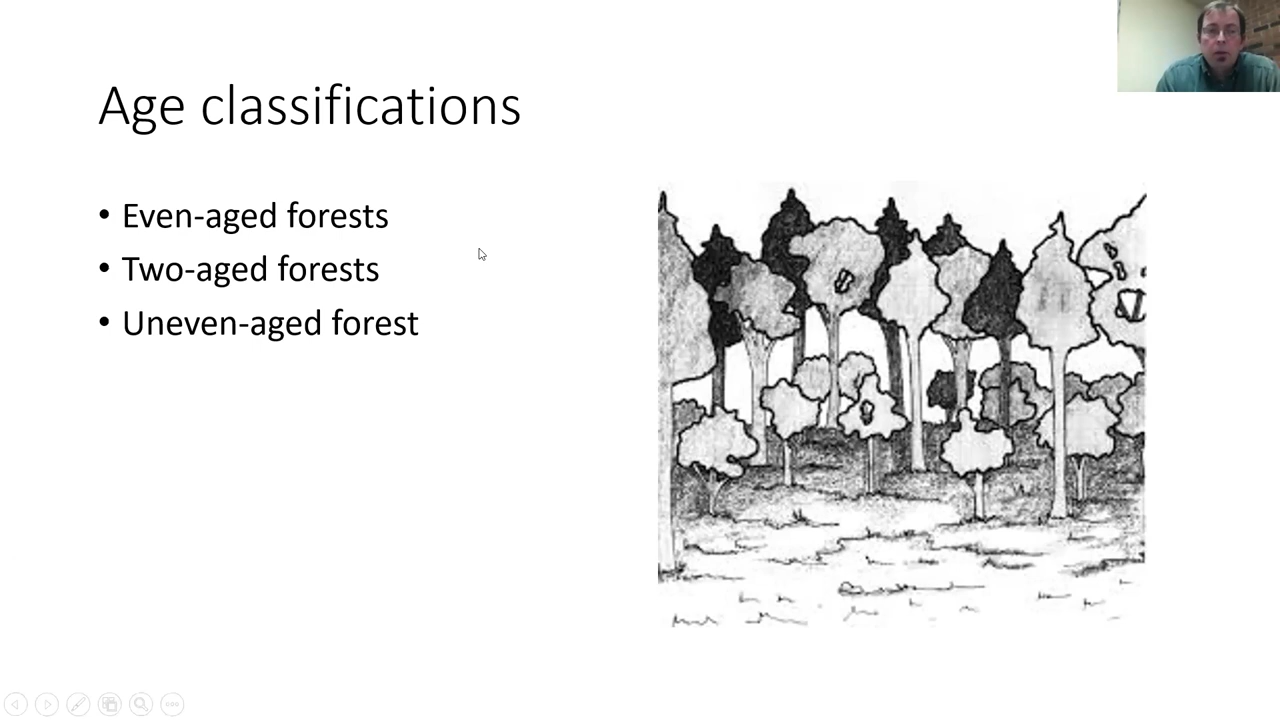 Age classifications
• Even-aged forests
• Two-aged forests
• Uneven-aged forest